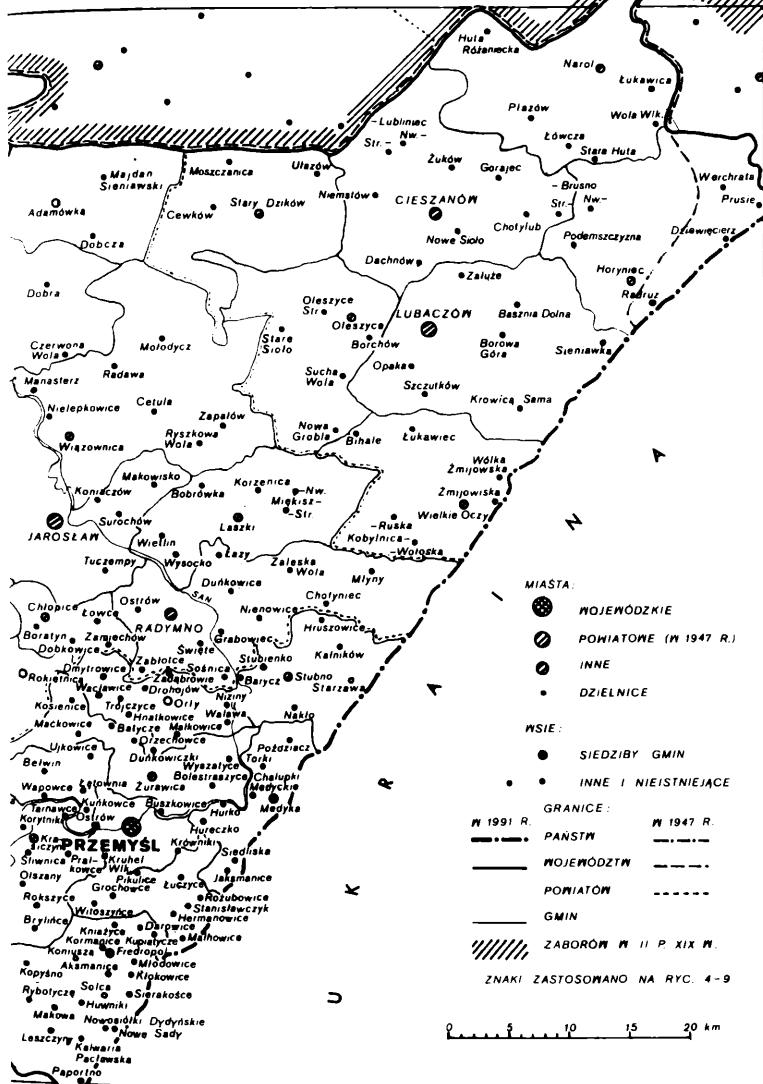 Huta
Różaniecka
Narol
Łukawica
Płazów
Wola Wlk.
-Lubliniec
Nw.-
Str.-
Łówcza
Stara Huta
Majdan
Sieniawski
Moszczanica
Ułazów
Żuków
Gorajec
Werchrata
-Brusno
Str.-
Nw.-
Prusie
Adamówka
Cewków
Stary Dzików
Niemstów
CIESZANÓW
Nowe Sioło
Chotylub
Podemszczyzna
Dziewięcierz
Dobcza
Dachnów
Załuże
Horyniec
Radruż
Dobra
Oleszyce
Str.
Oleszyce
LUBACZÓW
Basznia Dolna
Czerwona
Wola
Mołodycz
Stare
Sioło
Borchów
Borowa
Góra
Sieniawka
Radawa
Sucha
Wola
Opaka
Manasterz
Szczutków
Krowica Sama
Nielepkowice
Cetula
Zapałów
Wiązownica
Ryszkowa
Wola
Nowa
Grobla
Bihale
Łukawiec
Makowisko
Wólka
Żmijowska
Koniaczów
Bobrówka
Korzenica
-Nw.
Miękisz-
-Str.
Żmijowiska
Wielkie Oczy
Surochów
Laszki
-Ruska
Kobylnica-
-Wołoska
JAROSŁAW
Wietlin
Wysocko
Łazy
Tuczempy
Zaleska
Wola
Młyny
Duńkowice
SAN
Chotyniec
Chłopice
Łowce
Ostrów
RADYMNO
Nienowice
Hruszowice
Boratyn
Zamiechów
Grabowiec
Dobkowice
Święte
Kalników
Zabłotce
Sośnica
Stubienko
Rokietnica
Dmytrowice
Zadąbrowie
Barycz
Stubno
Wacławice
Drohojów
Starzawa
Kosienice
Trójczyce
Orły
Niziny
Hnatkowice
Walawa
Nakło
Maćkowice
Batycze
Małkowice
Orzechowce
Ujkowice
Poździacz
Duńkowiczki
Torki
Bełwin
Wyszatyce
Bolestraszyce
Chałupki
Medyckie
Wapowce
Łętownia
Żurawica
Kuńkowce
Buszkowice
Medyka
Tarnawce
Hurko
Korytniki
Ostrów
Hureczko
Kra-
siczyn
PRZEMYŚL
Krówniki
Śliwnica
Prał-
kowce
Kruhel
Wlk.
Siedliska
Olszany
Pikulice
Jaksmanice
Grochowce
Łuczyce
Rokszyce
Rożubowice
Witoszyńce
Stanisławczyk
Hermanowice
Brylińce
Kniażyce
Darowice
Kormanice
Kupiatycze
Malhowice
Koniusza
Fredropol
Młodowice
Aksmanice
Kopyśno
Kłokowice
Sólca
Rybotycze
Sierakośce
Huwniki
Makowa
Nowosiółki Dydyńskie
Nowe Sady
Leszczyny
Kalwaria
Pacławska
Paportno
UKRAINA
MIASTA:
WOJEWÓDZKIE
POWIATOWE (W 1947 R.)
INNE
DZIELNICE
WSIE:
SIEDZIBY GMIN
INNE I NIEISTNIEJĄCE
GRANICE:
W 1991 R.
W 1947 R.
PAŃSTW
WOJEWÓDZTW
POWIATÓW
GMIN
ZABORÓW W II P. XIX W.
ZNAKI ZASTOSOWANO NA RYC. 4-9
0 5 10 15 20 km